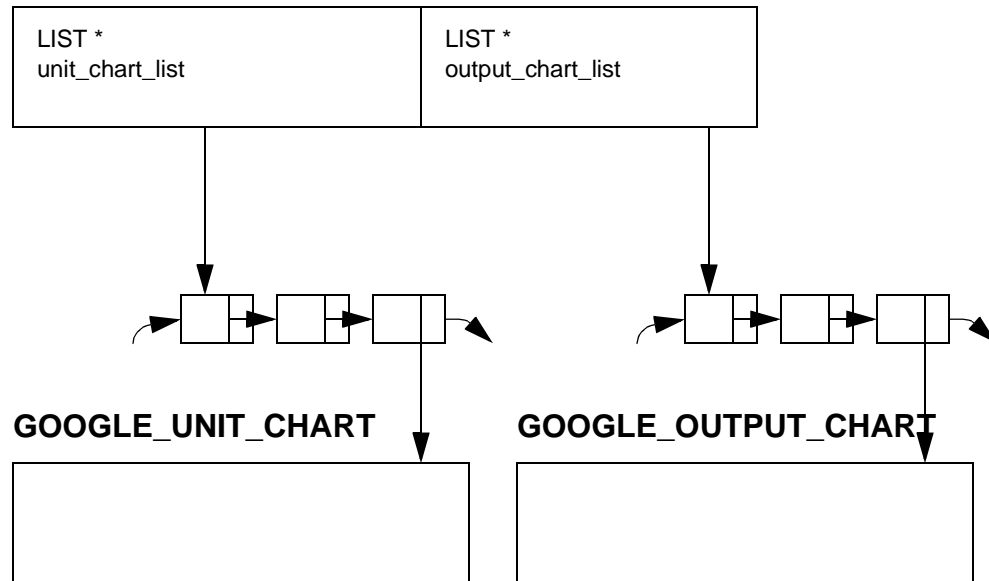 LIST *
unit_chart_list
LIST *
output_chart_list
GOOGLE_UNIT_CHART
GOOGLE_OUTPUT_CHART